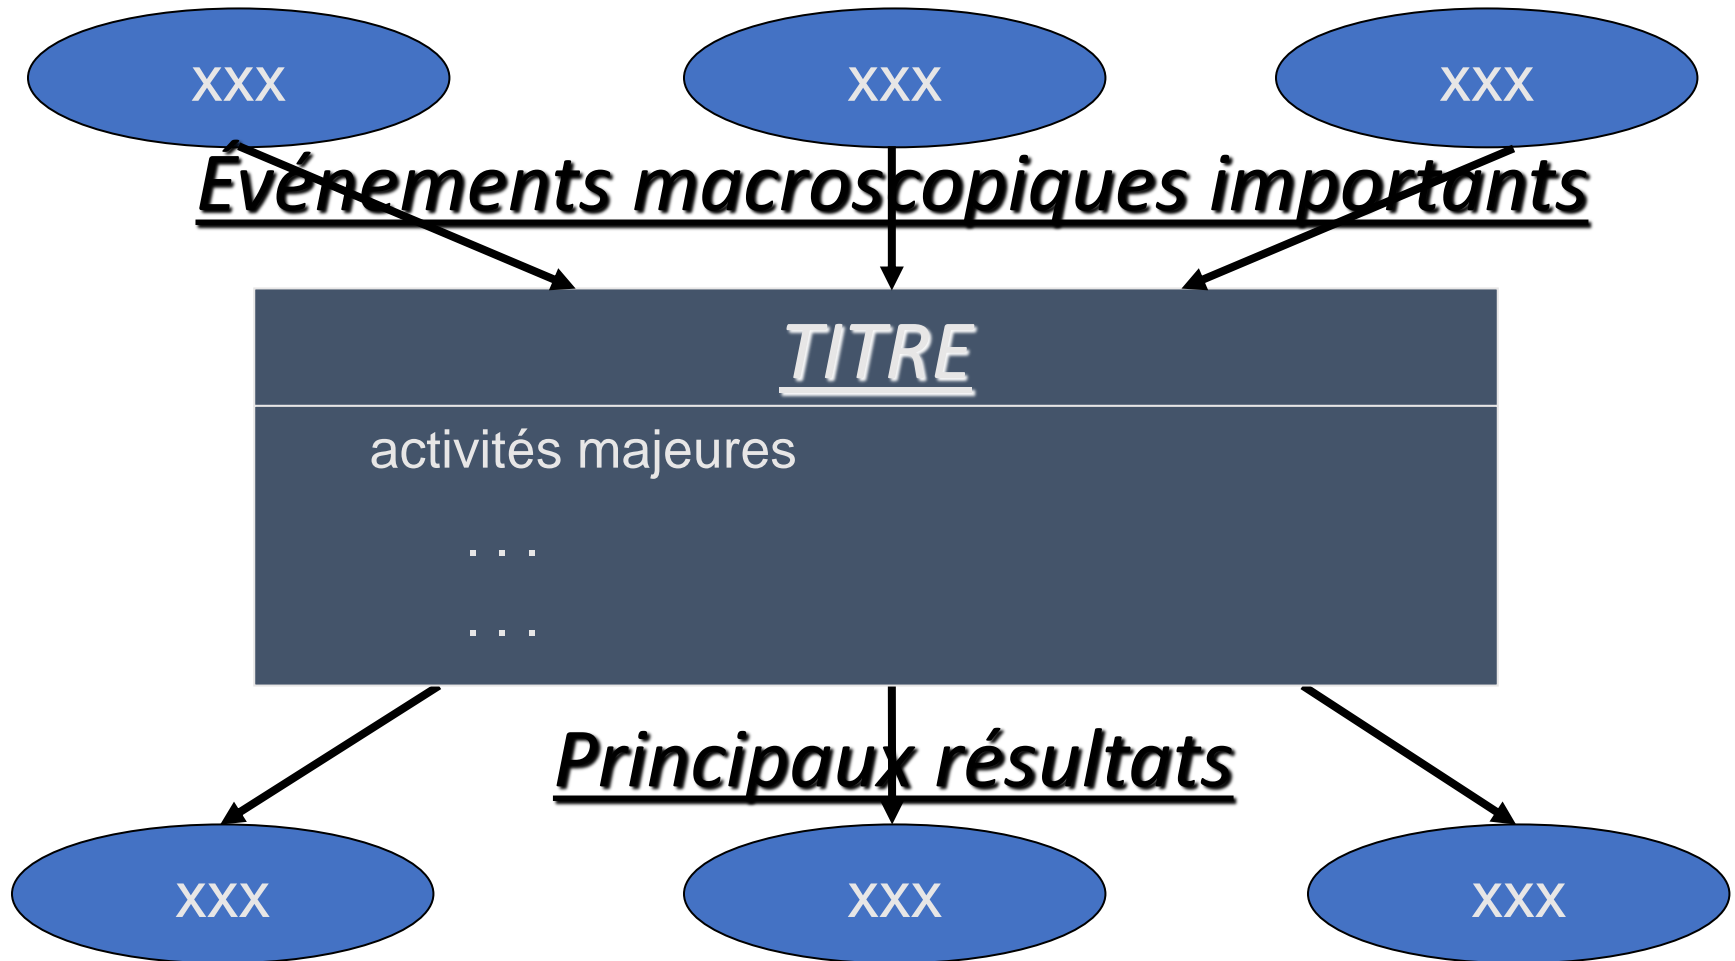 xxx xxx xxx
Événements macroscopiques importants
TITRE
activités majeures
. . .
. . .
Principaux résultats
xxx xxx xxx